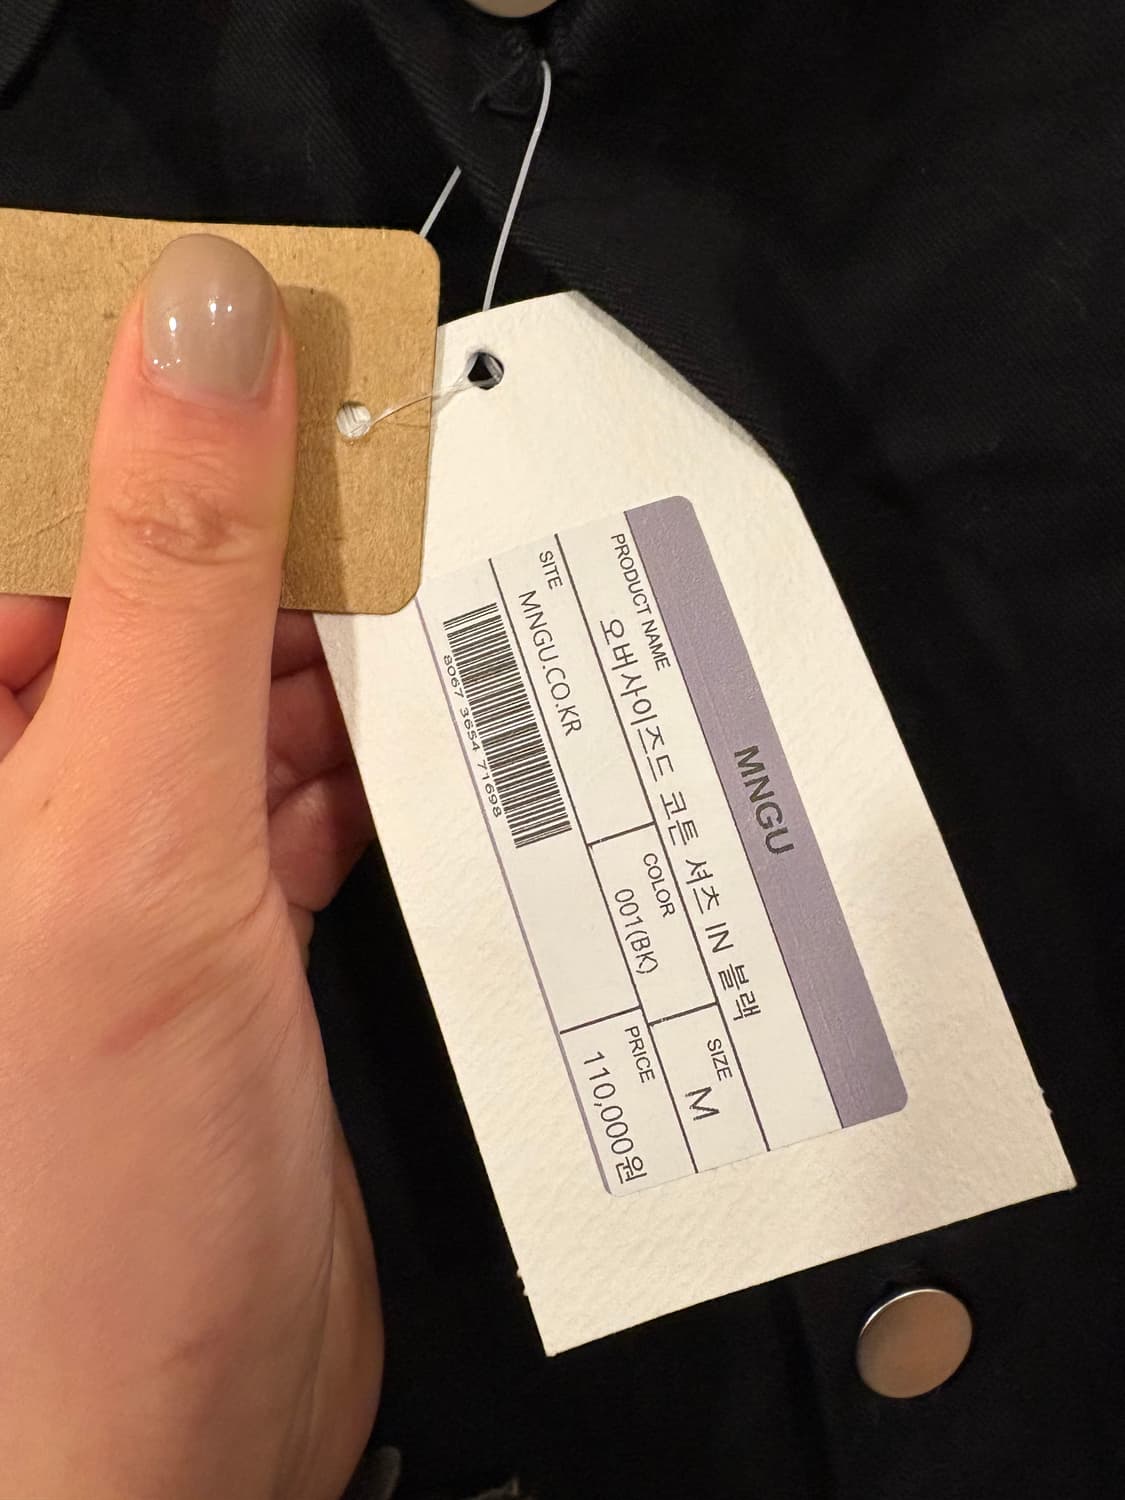 MNGU
PRODUCT NAME
오버사이즈드 코튼 셔츠 IN 블랙
SITE
MNGU.CO.KR
COLOR
001(BK)
SIZE
M
8067 3654 71698
PRICE
110,000원